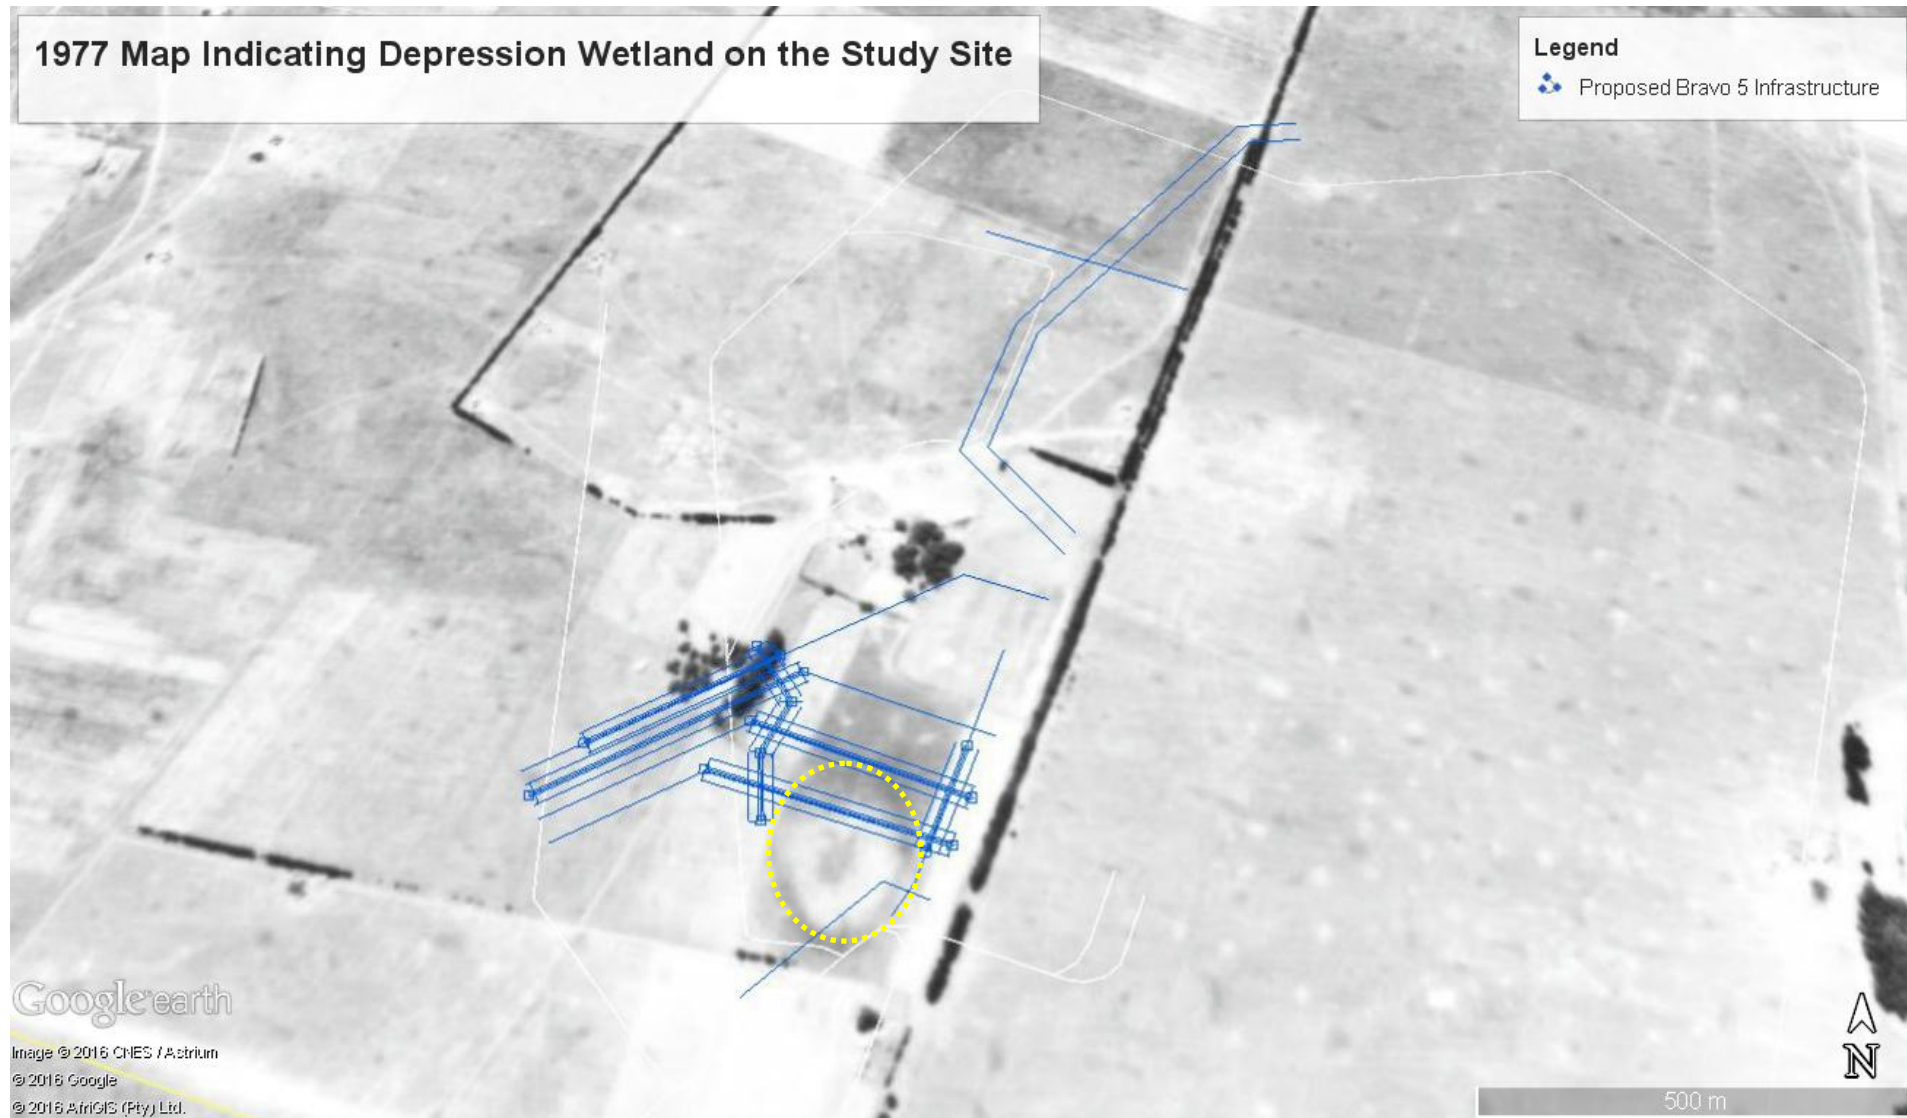 1977 Map Indicating Depression Wetland on the Study Site
Legend
Proposed Bravo 5 Infrastructure
Google earth
Image © 2016 CNES / Astrium
© 2016 Google
© 2016 AfriGIS (Pty) Ltd.
N
500 m